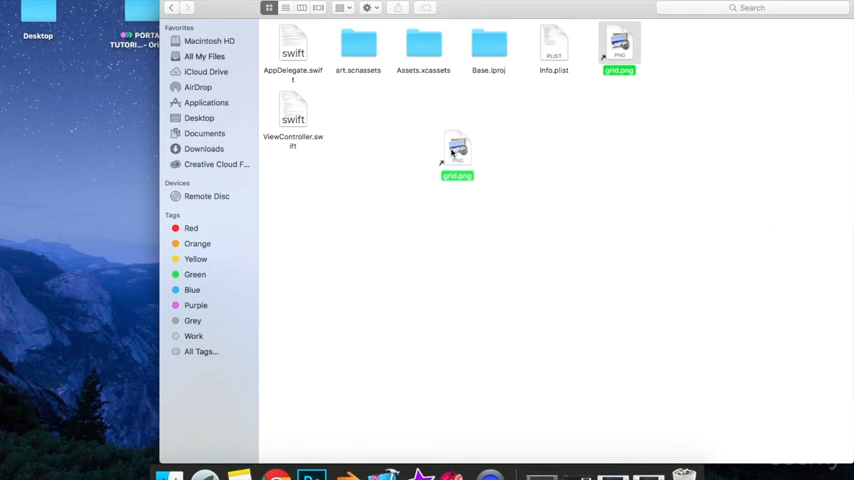 Search
Desktop
PORTA
TUTORI...- Ori
Favorites
Macintosh HD
All My Files
iCloud Drive
AirDrop
Applications
Desktop
Documents
Downloads
Creative Cloud F...
Devices
Remote Disc
Tags
Red
Orange
Yellow
Green
Blue
Purple
Grey
Work
All Tags...
swift
AppDelegate.swif
t
art.scnassets
Assets.xcassets
Base.lproj
PLIST
Info.plist
PNG
grid.png
swift
ViewController.sw
ift
PNG
grid.png